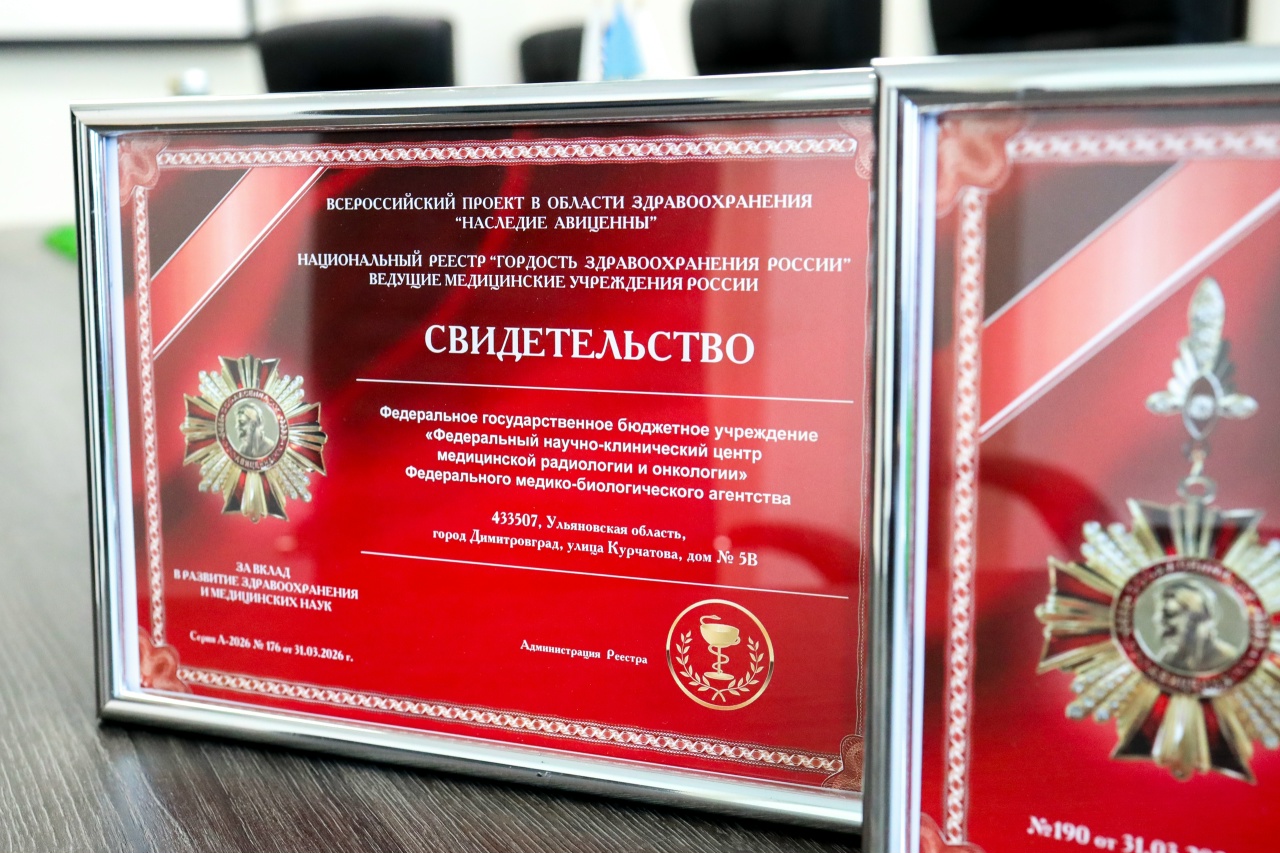 ВСЕРОССИЙСКИЙ ПРОЕКТ В ОБЛАСТИ ЗДРАВООХРАНЕНИЯ
"НАСЛЕДИЕ АВИЦЕННЫ"
НАЦИОНАЛЬНЫЙ РЕЕСТР "ГОРДОСТЬ ЗДРАВООХРАНЕНИЯ РОССИИ"
ВЕДУЩИЕ МЕДИЦИНСКИЕ УЧРЕЖДЕНИЯ РОССИИ
СВИДЕТЕЛЬСТВО
Федеральное государственное бюджетное учреждение
«Федеральный научно-клинический центр
медицинской радиологии и онкологии»
Федерального медико-биологического агентства
433507, Ульяновская область,
город Димитровград, улица Курчатова, дом № 5В
ЗА ВКЛАД
В РАЗВИТИЕ ЗДРАВООХРАНЕНИЯ
И МЕДИЦИНСКИХ НАУК
Серия А-2026 № 176 от 31.03.2026 г.
Администрация Реестра
№190 от 31.03